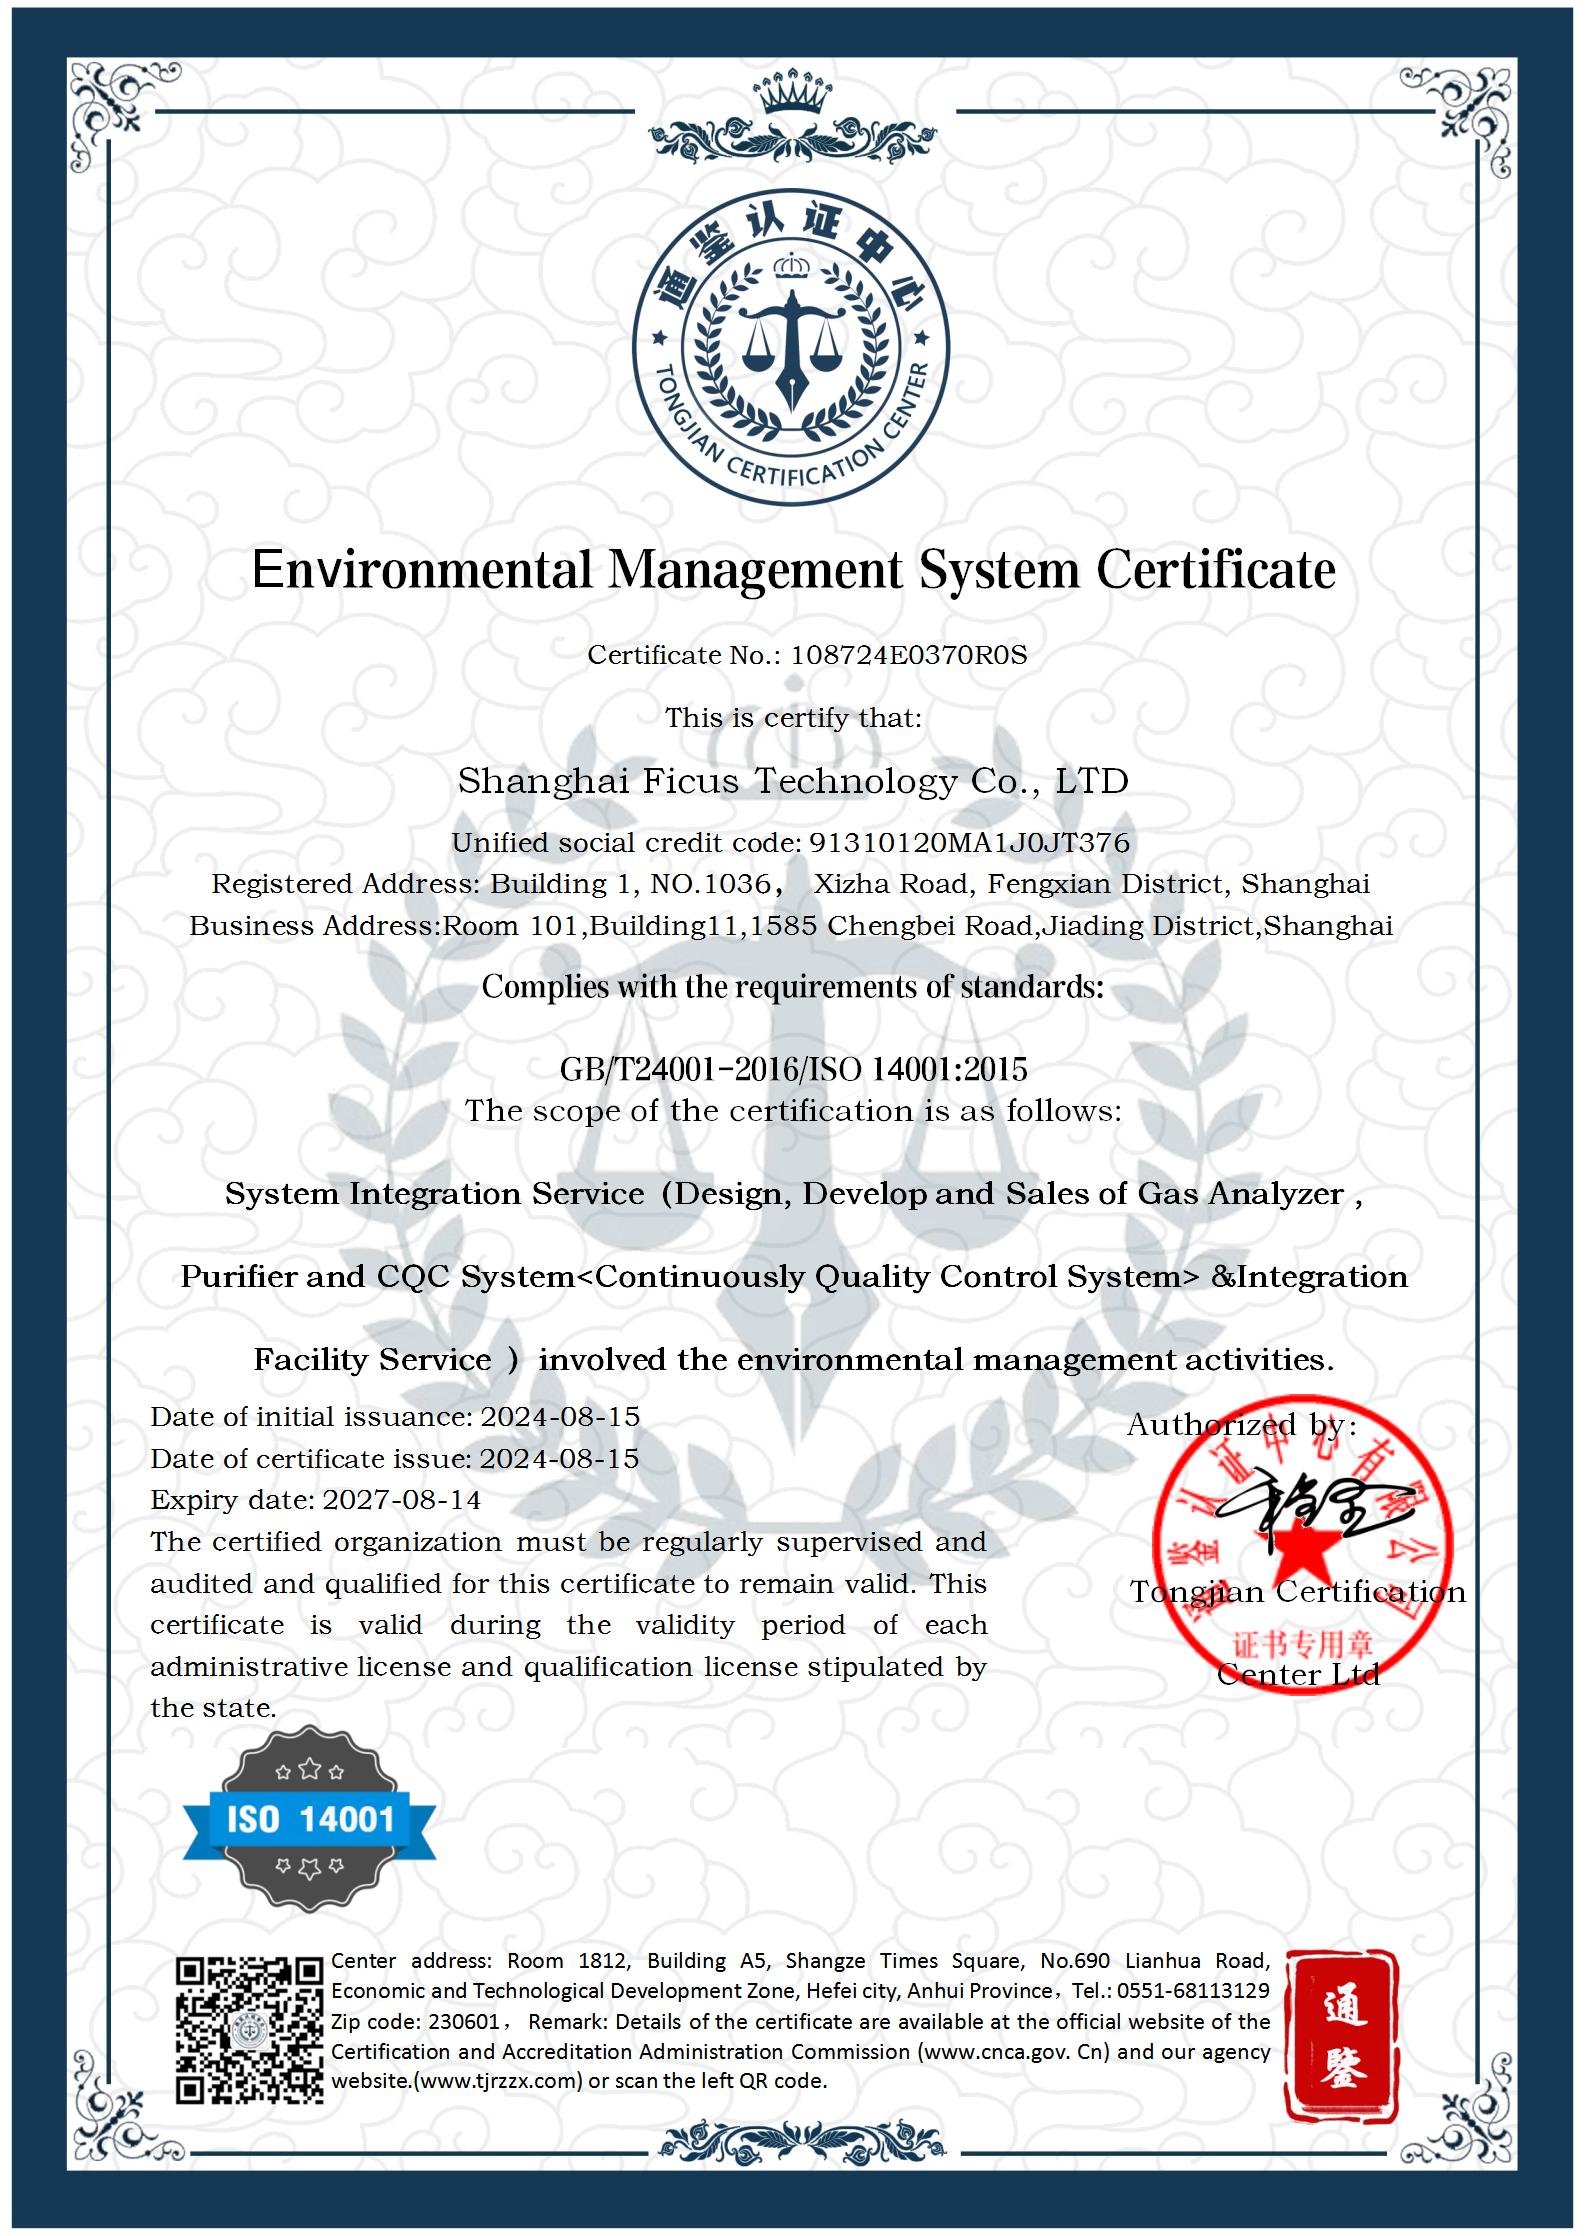 通鉴认证中心
TONGJIAN CERTIFICATION CENTER
Environmental Management System Certificate
Certificate No.: 108724E0370R0S
This is certify that:
Shanghai Ficus Technology Co., LTD
Unified social credit code: 91310120MA1J0JT376
Registered Address: Building 1, NO.1036， Xizha Road, Fengxian District, Shanghai
Business Address:Room 101,Building11,1585 Chengbei Road,Jiading District,Shanghai
Complies with the requirements of standards:
GB/T24001-2016/ISO 14001:2015
The scope of the certification is as follows:
System Integration Service（Design, Develop and Sales of Gas Analyzer ,
Purifier and CQC System<Continuously Quality Control System> &Integration
Facility Service ）involved the environmental management activities.
Date of initial issuance: 2024-08-15
Date of certificate issue: 2024-08-15
Expiry date: 2027-08-14
The certified organization must be regularly supervised and
audited and qualified for this certificate to remain valid. This
certificate is valid during the validity period of each
administrative license and qualification license stipulated by
the state.
Authorized by:
通鉴认证中心有限公司
Tongjian Certification
证书专用章
Center Ltd
ISO 14001
Center address: Room 1812, Building A5, Shangze Times Square, No.690 Lianhua Road,
Economic and Technological Development Zone, Hefei city, Anhui Province，Tel.: 0551-68113129
Zip code: 230601， Remark: Details of the certificate are available at the official website of the
Certification and Accreditation Administration Commission (www.cnca.gov. Cn) and our agency
website.(www.tjrzzx.com) or scan the left QR code.
通
鉴